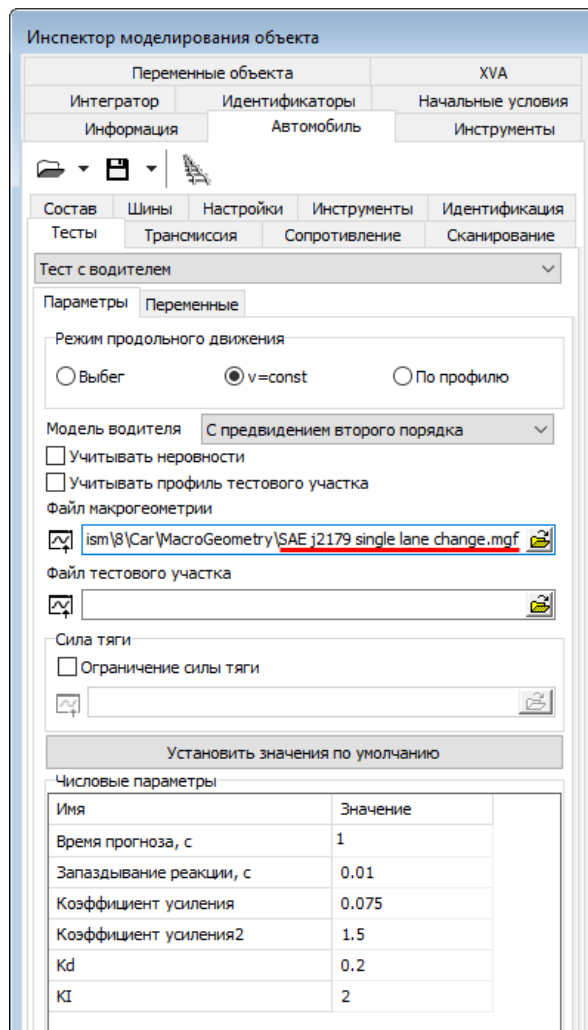 Инспектор моделирования объекта
Переменные объекта XVA
Интегратор Идентификаторы Начальные условия
Информация Автомобиль Инструменты
Состав Шины Настройки Инструменты Идентификация
Тесты Трансмиссия Сопротивление Сканирование
Тест с водителем
Параметры Переменные
Режим продольного движения
Выбег v=const По профилю
Модель водителя С предвидением второго порядка
Учитывать неровности
Учитывать профиль тестового участка
Файл макрогеометрии
ism\8\Car\MacroGeometry\SAE j2179 single lane change.mgf
Файл тестового участка
Сила тяги
Ограничение силы тяги
Установить значения по умолчанию
Числовые параметры
Имя Значение
Время прогноза, с 1
Запаздывание реакции, с 0.01
Коэффициент усиления 0.075
Коэффициент усиления2 1.5
Kd 0.2
KI 2